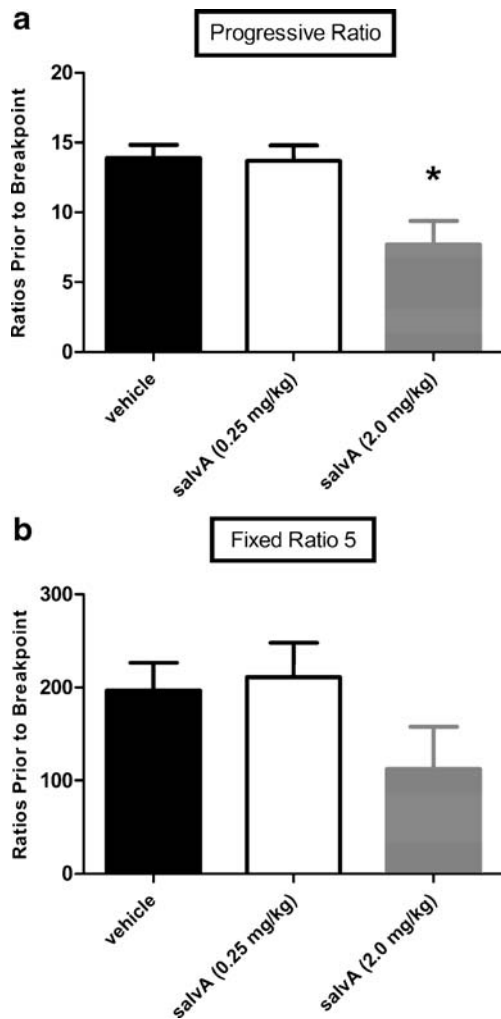 a
Progressive Ratio
Ratios Prior to Breakpoint
20
15
10
5
0
*
vehicle
salvA (0.25 mg/kg)
salvA (2.0 mg/kg)
b
Fixed Ratio 5
Ratios Prior to Breakpoint
300
200
100
0
vehicle
salvA (0.25 mg/kg)
salvA (2.0 mg/kg)